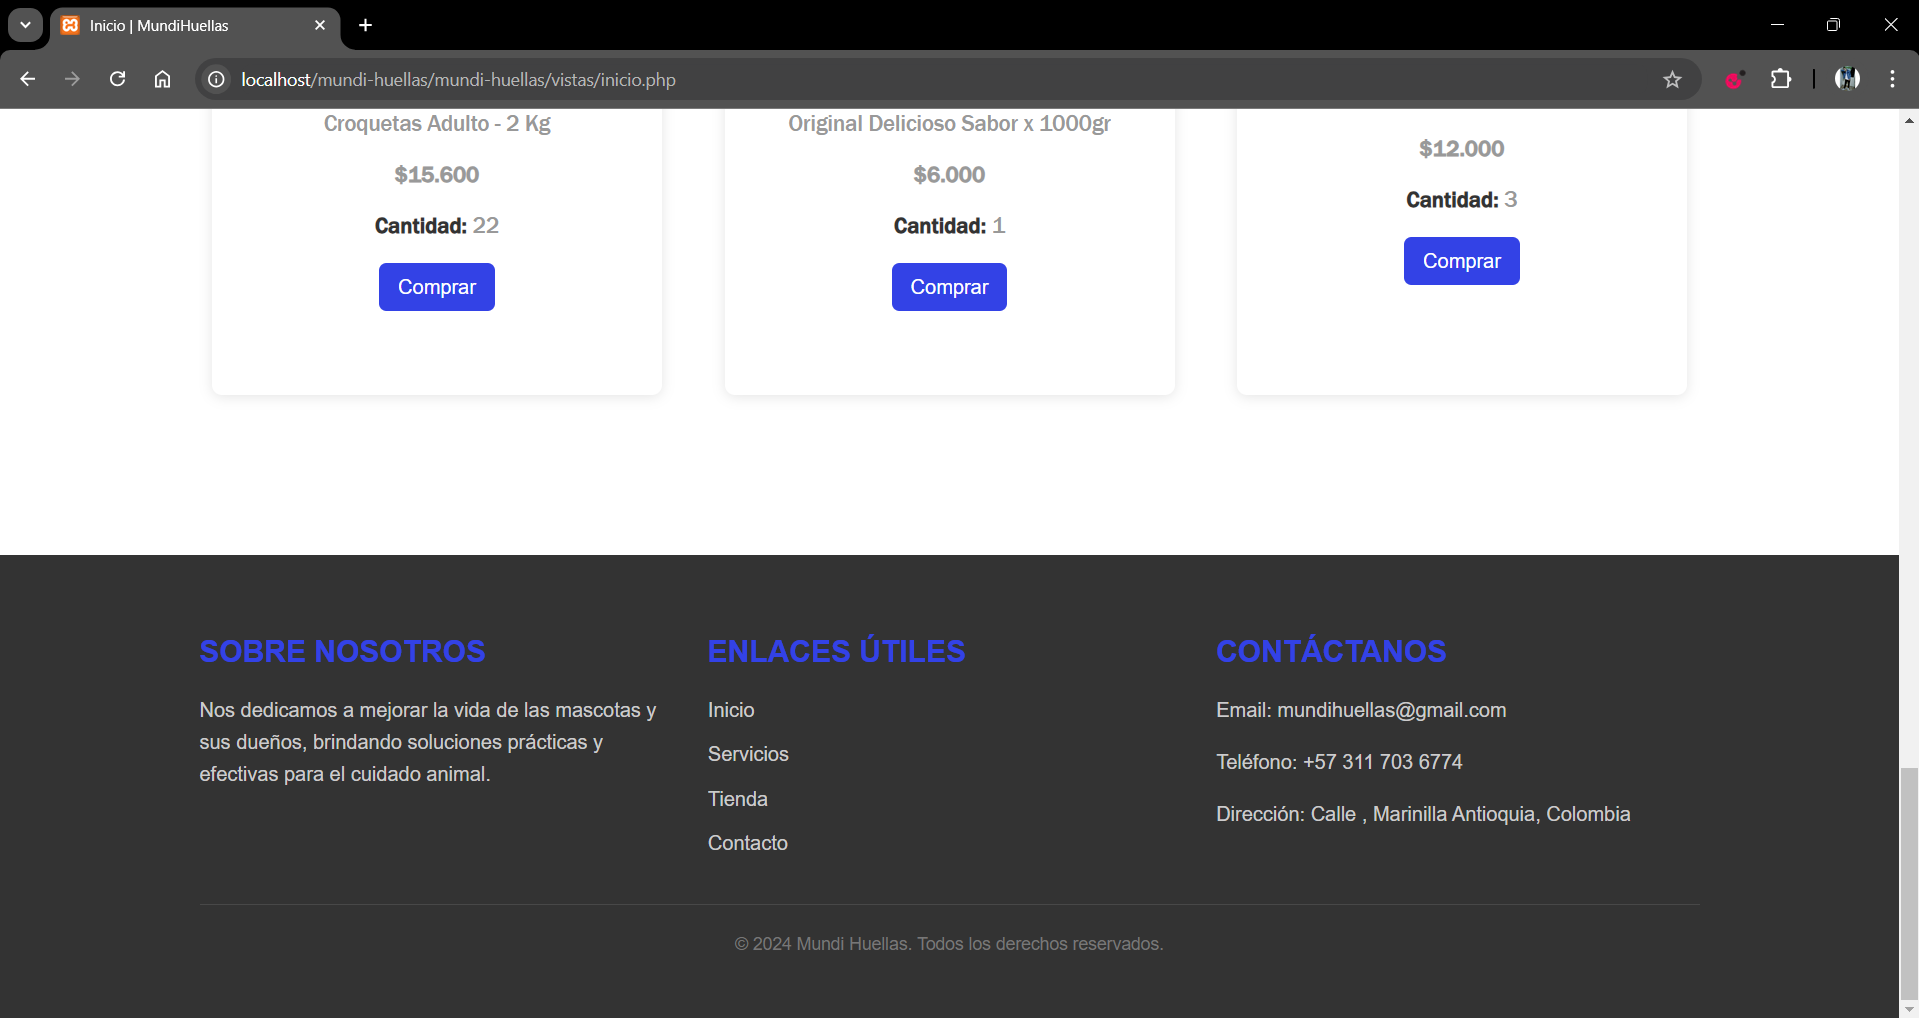 Inicio | MundiHuellas
localhost/mundi-huellas/mundi-huellas/vistas/inicio.php
Croquetas Adulto - 2 Kg
$15.600
Cantidad: 22
Comprar
Original Delicioso Sabor x 1000gr
$6.000
Cantidad: 1
Comprar
$12.000
Cantidad: 3
Comprar
SOBRE NOSOTROS
Nos dedicamos a mejorar la vida de las mascotas y
sus dueños, brindando soluciones prácticas y
efectivas para el cuidado animal.
ENLACES ÚTILES
Inicio
Servicios
Tienda
Contacto
CONTÁCTANOS
Email: mundihuellas@gmail.com
Teléfono: +57 311 703 6774
Dirección: Calle , Marinilla Antioquia, Colombia
© 2024 Mundi Huellas. Todos los derechos reservados.